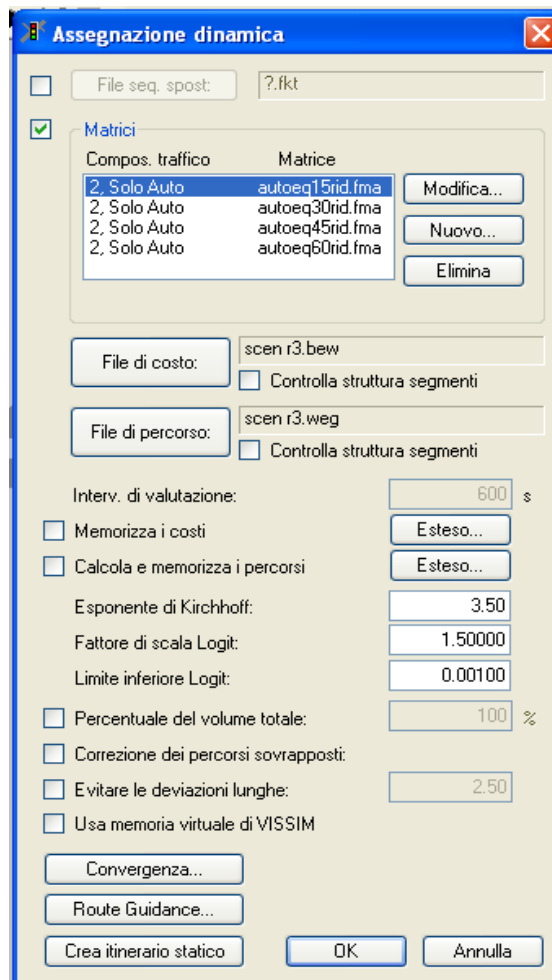 Assegnazione dinamica
File seq. spost: ?.fkt
Matrici
Compos. traffico Matrice
2, Solo Auto autoeq15rid.fma
2, Solo Auto autoeq30rid.fma
2, Solo Auto autoeq45rid.fma
2, Solo Auto autoeq60rid.fma
Modifica...
Nuovo...
Elimina
File di costo: scen r3.bew
Controlla struttura segmenti
File di percorso: scen r3.weg
Controlla struttura segmenti
Interv. di valutazione: 600 s
Memorizza i costi Esteso...
Calcola e memorizza i percorsi Esteso...
Esponente di Kirchhoff: 3.50
Fattore di scala Logit: 1.50000
Limite inferiore Logit: 0.00100
Percentuale del volume totale: 100 %
Correzione dei percorsi sovrapposti:
Evitare le deviazioni lunghe: 2.50
Usa memoria virtuale di VISSIM
Convergenza...
Route Guidance...
Crea itinerario statico OK Annulla